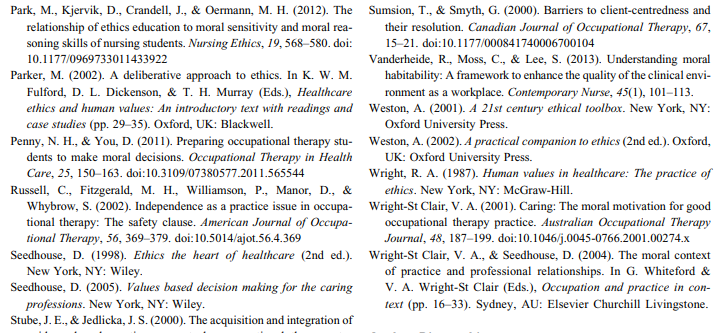 Park, M., Kjervik, D., Crandell, J., & Oermann, M. H. (2012). The
relationship of ethics education to moral sensitivity and moral rea-
soning skills of nursing students. Nursing Ethics, 19, 568–580. doi:
10.1177/0969733011433922
Parker, M. (2002). A deliberative approach to ethics. In K. W. M.
Fulford, D. L. Dickenson, & T. H. Murray (Eds.), Healthcare
ethics and human values: An introductory text with readings and
case studies (pp. 29–35). Oxford, UK: Blackwell.
Penny, N. H., & You, D. (2011). Preparing occupational therapy stu-
dents to make moral decisions. Occupational Therapy in Health
Care, 25, 150–163. doi:10.3109/07380577.2011.565544
Russell, C., Fitzgerald, M. H., Williamson, P., Manor, D., &
Whybrow, S. (2002). Independence as a practice issue in occupa-
tional therapy: The safety clause. American Journal of Occupa-
tional Therapy, 56, 369–379. doi:10.5014/ajot.56.4.369
Seedhouse, D. (1998). Ethics the heart of healthcare (2nd ed.).
New York, NY: Wiley.
Seedhouse, D. (2005). Values based decision making for the caring
professions. New York, NY: Wiley.
Stube, J. E., & Jedlicka, J. S. (2000). The acquisition and integration of
Sumsion, T., & Smyth, G. (2000). Barriers to client-centredness and
their resolution. Canadian Journal of Occupational Therapy, 67,
15–21. doi:10.1177/000841740006700104
Vanderheide, R., Moss, C., & Lee, S. (2013). Understanding moral
habitability: A framework to enhance the quality of the clinical envi-
ronment as a workplace. Contemporary Nurse, 45(1), 101–113.
Weston, A. (2001). A 21st century ethical toolbox. New York, NY:
Oxford University Press.
Weston, A. (2002). A practical companion to ethics (2nd ed.). Oxford,
UK: Oxford University Press.
Wright, R. A. (1987). Human values in healthcare: The practice of
ethics. New York, NY: McGraw-Hill.
Wright-St Clair, V. A. (2001). Caring: The moral motivation for good
occupational therapy practice. Australian Occupational Therapy
Journal, 48, 187–199. doi:10.1046/j.0045-0766.2001.00274.x
Wright-St Clair, V. A., & Seedhouse, D. (2004). The moral context
of practice and professional relationships. In G. Whiteford &
V. A. Wright-St Clair (Eds.), Occupation and practice in con-
text (pp. 16–33). Sydney, AU: Elsevier Churchill Livingstone.